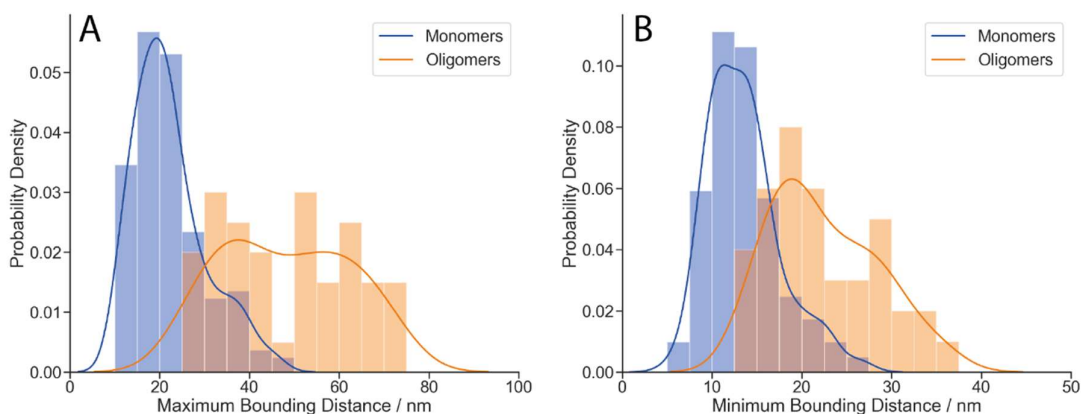 A
Monomers
Oligomers
Probability Density
0.05
0.04
0.03
0.02
0.01
0.00
0 20 40 60 80 100
Maximum Bounding Distance / nm
B
Monomers
Oligomers
Probability Density
0.10
0.08
0.06
0.04
0.02
0.00
0 10 20 30 40 50
Minimum Bounding Distance / nm